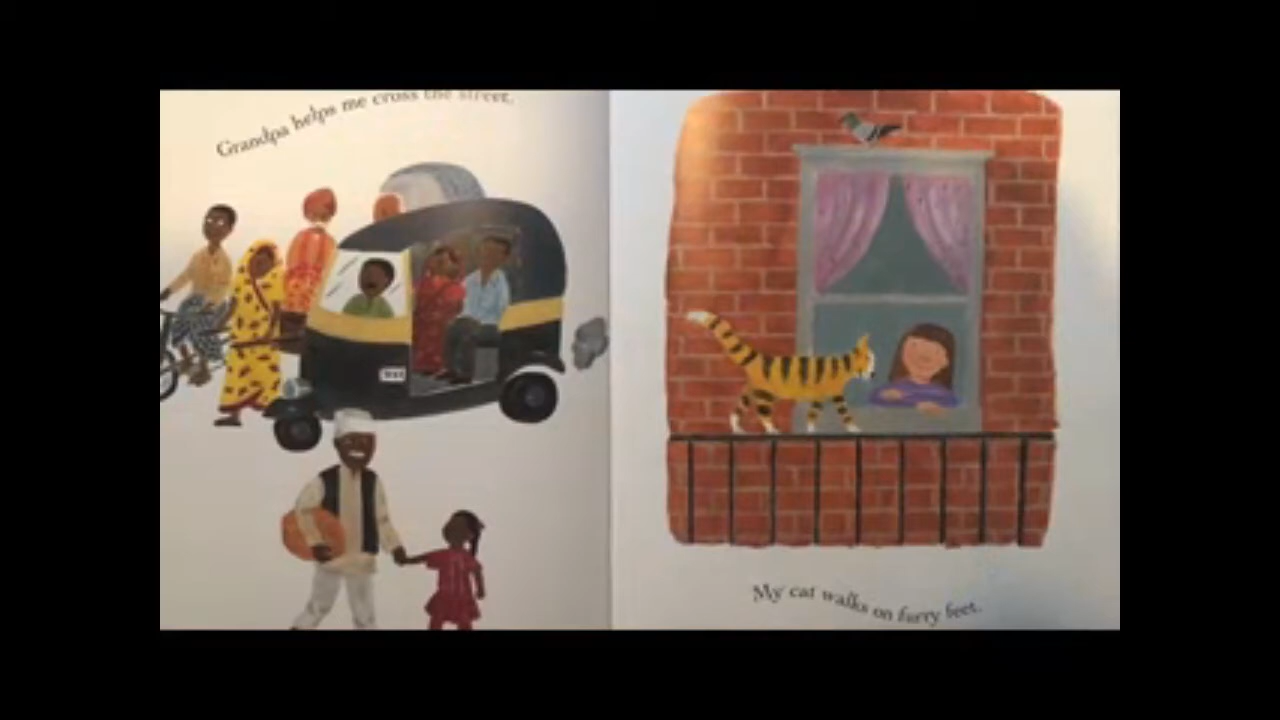 Grandpa helps me cross the street,
My cat walks on furry feet.